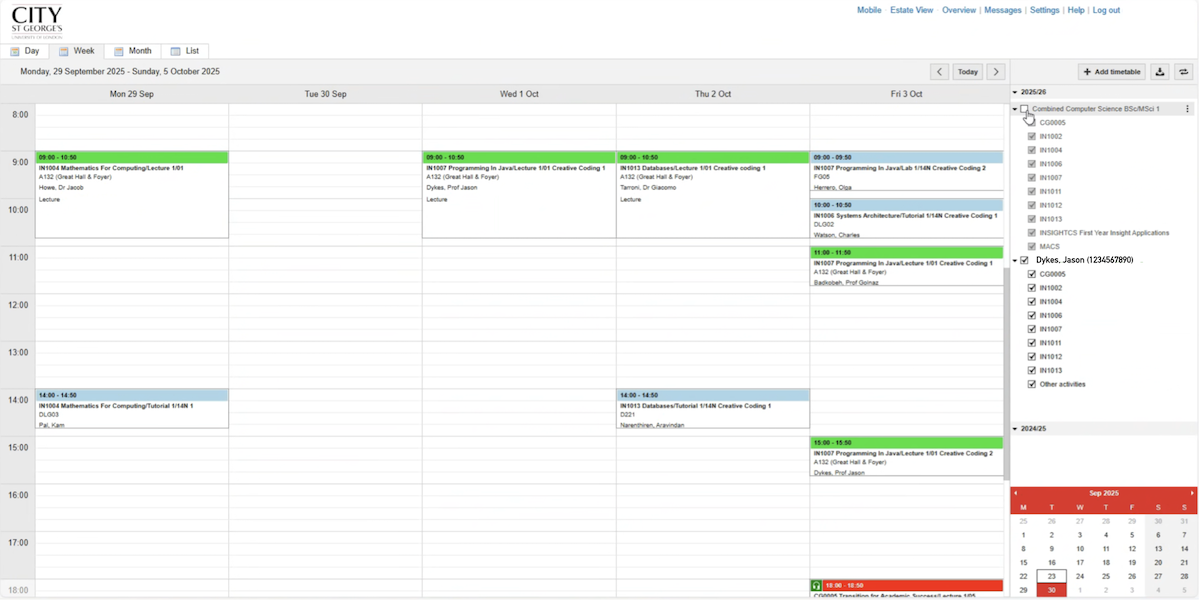 CITY
ST GEORGE'S
UNIVERSITY OF LONDON
Mobile Estate View | Overview | Messages | Settings | Help | Log out
Day Week Month List
Monday, 29 September 2025 - Sunday, 5 October 2025
Today
+ Add timetable
Mon 29 Sep Tue 30 Sep Wed 1 Oct Thu 2 Oct Fri 3 Oct
8:00
9:00
10:00
11:00
12:00
13:00
14:00
15:00
16:00
17:00
18:00
09:00 - 10:50
IN1004 Mathematics For Computing/Lecture 1/01
A132 (Great Hall & Foyer)
Howe, Dr Jacob
Lecture
14:00 - 14:50
IN1004 Mathematics For Computing/Tutorial 1/14N 1
DLG03
Pal, Kam
09:00 - 10:50
IN1007 Programming In Java/Lecture 1/01 Creative Coding 1
A132 (Great Hall & Foyer)
Dykes, Prof Jason
Lecture
09:00 - 10:50
IN1013 Databases/Lecture 1/01 Creative coding 1
A132 (Great Hall & Foyer)
Tarroni, Dr Giacomo
Lecture
14:00 - 14:50
IN1013 Databases/Tutorial 1/14N Creative Coding 1
D221
Narenthiren, Aravindan
09:00 - 09:50
IN1007 Programming In Java/Lab 1/14N Creative Coding 2
FG05
Herrero, Olga
10:00 - 10:50
IN1006 Systems Architecture/Tutorial 1/14N Creative Coding 1
DLG02
Watson, Charles
11:00 - 11:50
IN1007 Programming In Java/Lecture 1/01 Creative Coding 1
A132 (Great Hall & Foyer)
Badkobeh, Prof Golnaz
15:00 - 15:50
IN1007 Programming In Java/Lecture 1/01 Creative Coding 2
A132 (Great Hall & Foyer)
Dykes, Prof Jason
18:00 - 18:50
CG0005 Transition for Academic Success/Lecture 1/05
2025/26
Combined Computer Science BSc/MSci 1
CG0005
IN1002
IN1004
IN1006
IN1007
IN1011
IN1012
IN1013
INSIGHTCS First Year Insight Applications
MACS
Dykes, Jason (1234567890)
CG0005
IN1002
IN1004
IN1006
IN1007
IN1011
IN1012
IN1013
Other activities
2024/25
Sep 2025
M T W T F S S
25 26 27 28 29 30 31
1 2 3 4 5 6 7
8 9 10 11 12 13 14
15 16 17 18 19 20 21
22 23 24 25 26 27 28
29 30 1 2 3 4 5